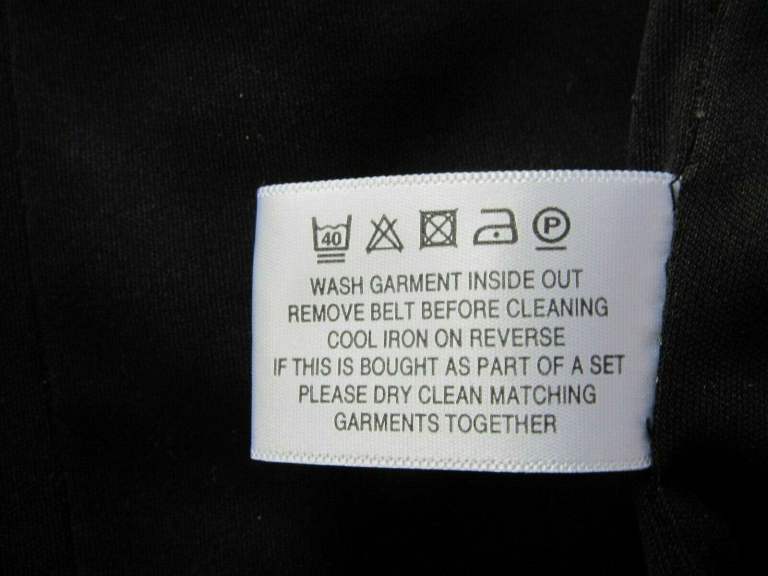 40 P
WASH GARMENT INSIDE OUT
REMOVE BELT BEFORE CLEANING
COOL IRON ON REVERSE
IF THIS IS BOUGHT AS PART OF A SET
PLEASE DRY CLEAN MATCHING
GARMENTS TOGETHER